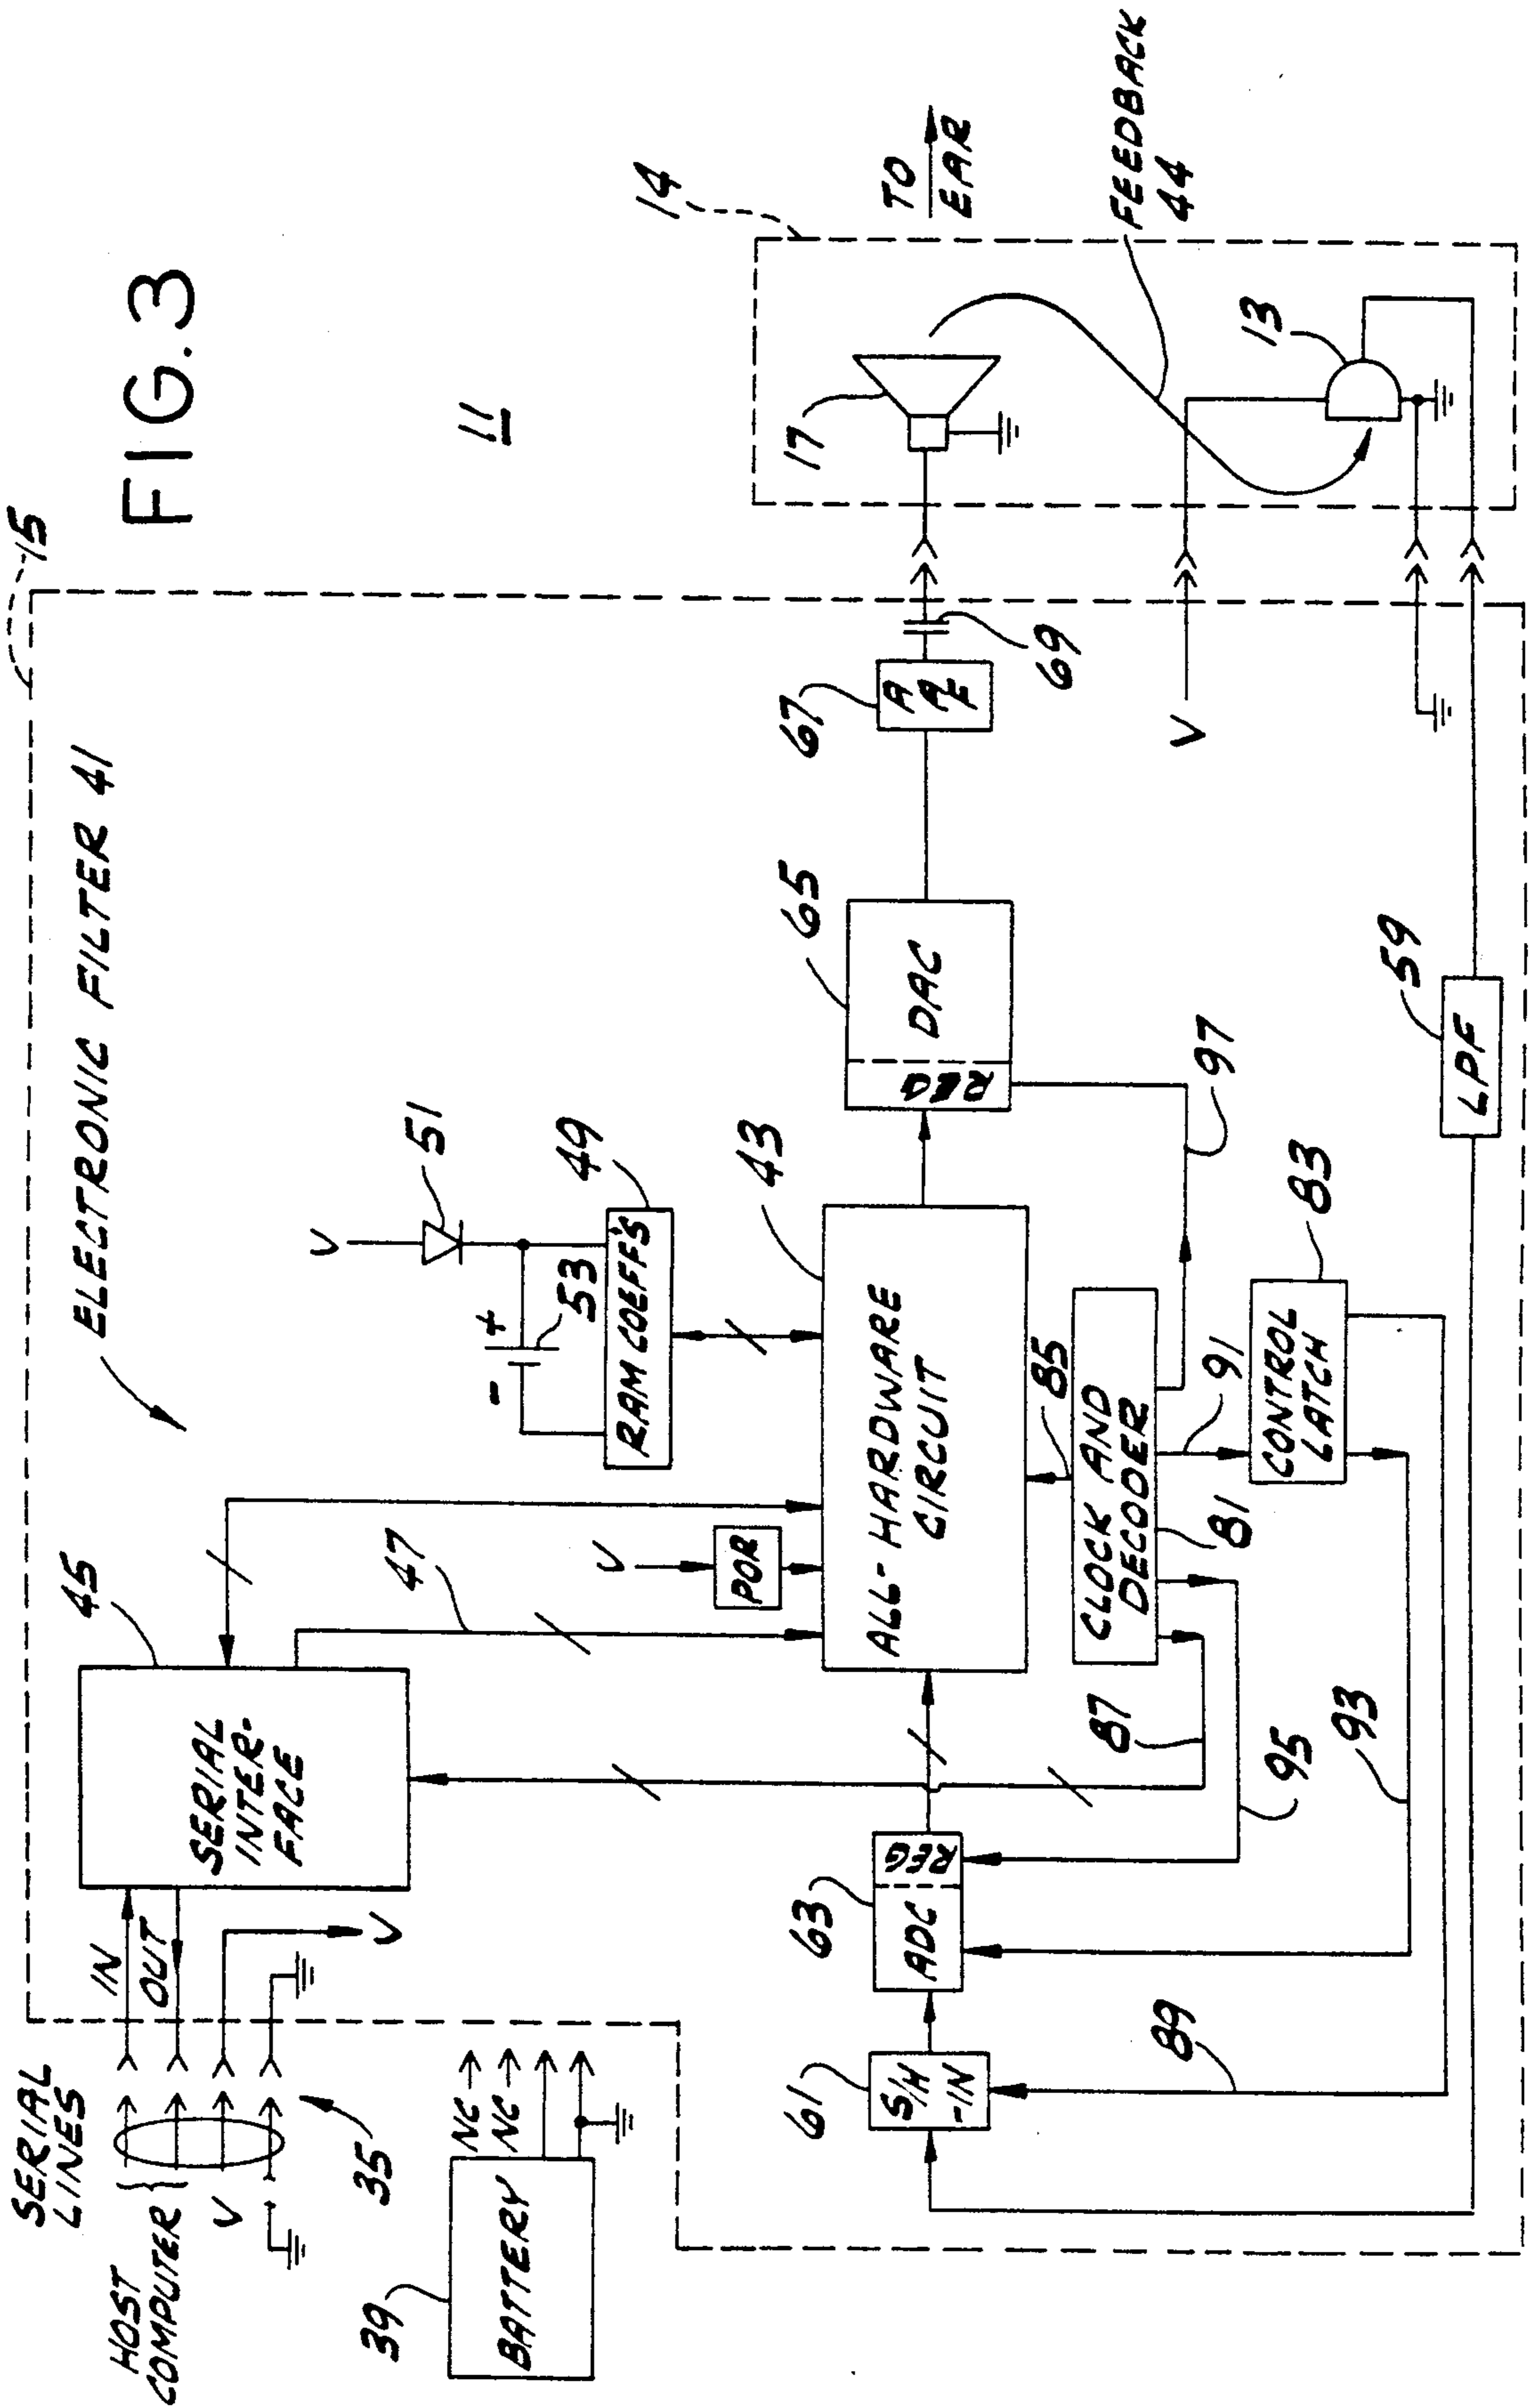 FIG. 3
11
15
ELECTRONIC FILTER 41
SERIAL
LINES
HOST
COMPUTER
V
IN
OUT
V
35
45
SERIAL
INTER-
FACE
47
39
BATTERY
NC
NC
V
51
+
-
53
49
RAM COEFF'S
V
POR
43
ALL-HARDWARE
CIRCUIT
61
S/H
-IN
63
ADC
REG
65
REG
DAC
67
A
AF
69
14
17
TO
EAR
FEEDBACK
44
13
V
85
CLOCK AND
DECODER
81
87
95
91
97
83
CONTROL
LATCH
93
89
59
LPF